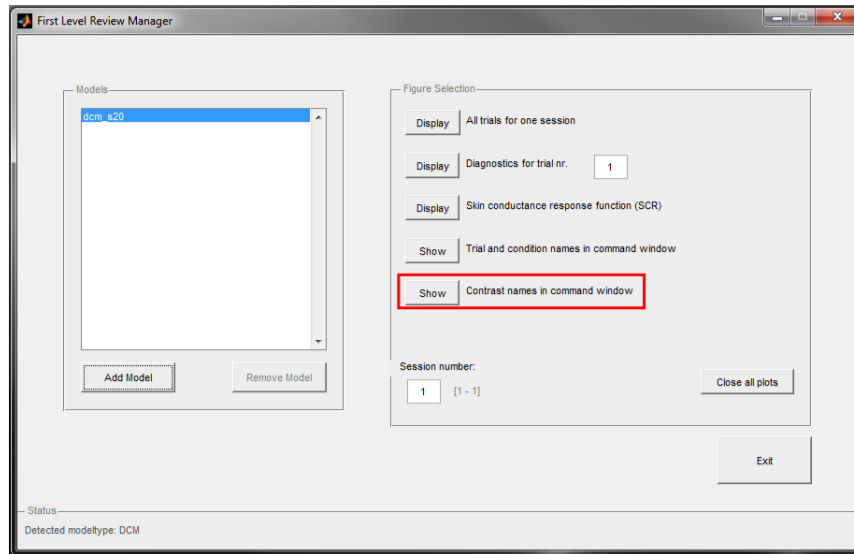 First Level Review Manager
Models
dcm_s20
Add Model
Remove Model
Figure Selection
Display All trials for one session
Display Diagnostics for trial nr. 1
Display Skin conductance response function (SCR)
Show Trial and condition names in command window
Show Contrast names in command window
Session number:
1 [1 - 1]
Close all plots
Exit
Status
Detected modeltype: DCM